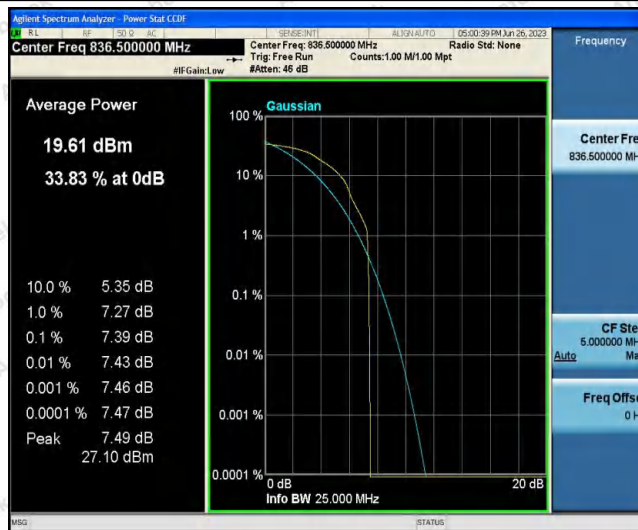 Agilent Spectrum Analyzer - Power Stat CCDF
RL RF 50 Ω AC SENSE:INT ALIGN AUTO 05:00:39 PM Jun 26, 2023
Center Freq 836.500000 MHz
Center Freq: 836.500000 MHz Radio Std: None
Trig: Free Run Counts:1.00 M/1.00 Mpt
#IFGain:Low #Atten: 46 dB
Frequency
Average Power
19.61 dBm
33.83 % at 0dB
10.0 % 5.35 dB
1.0 % 7.27 dB
0.1 % 7.39 dB
0.01 % 7.43 dB
0.001 % 7.46 dB
0.0001 % 7.47 dB
Peak 7.49 dB
27.10 dBm
Gaussian
100 %
10 %
1 %
0.1 %
0.01 %
0.001 %
0.0001 %
0 dB 20 dB
Info BW 25.000 MHz
Center Fre
836.500000 MH
CF Ste
5.000000 MH
Auto Ma
Freq Offs
0 H
MSG STATUS